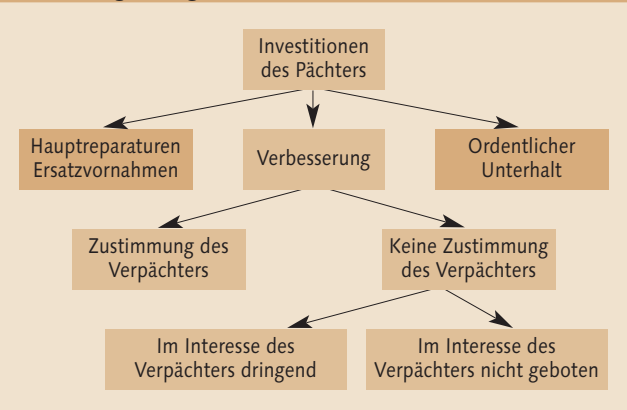 Investitionen
des Pächters
Hauptreparaturen
Ersatzvornahmen
Verbesserung
Ordentlicher
Unterhalt
Zustimmung des
Verpächters
Keine Zustimmung
des Verpächters
Im Interesse des
Verpächters dringend
Im Interesse des
Verpächters nicht geboten